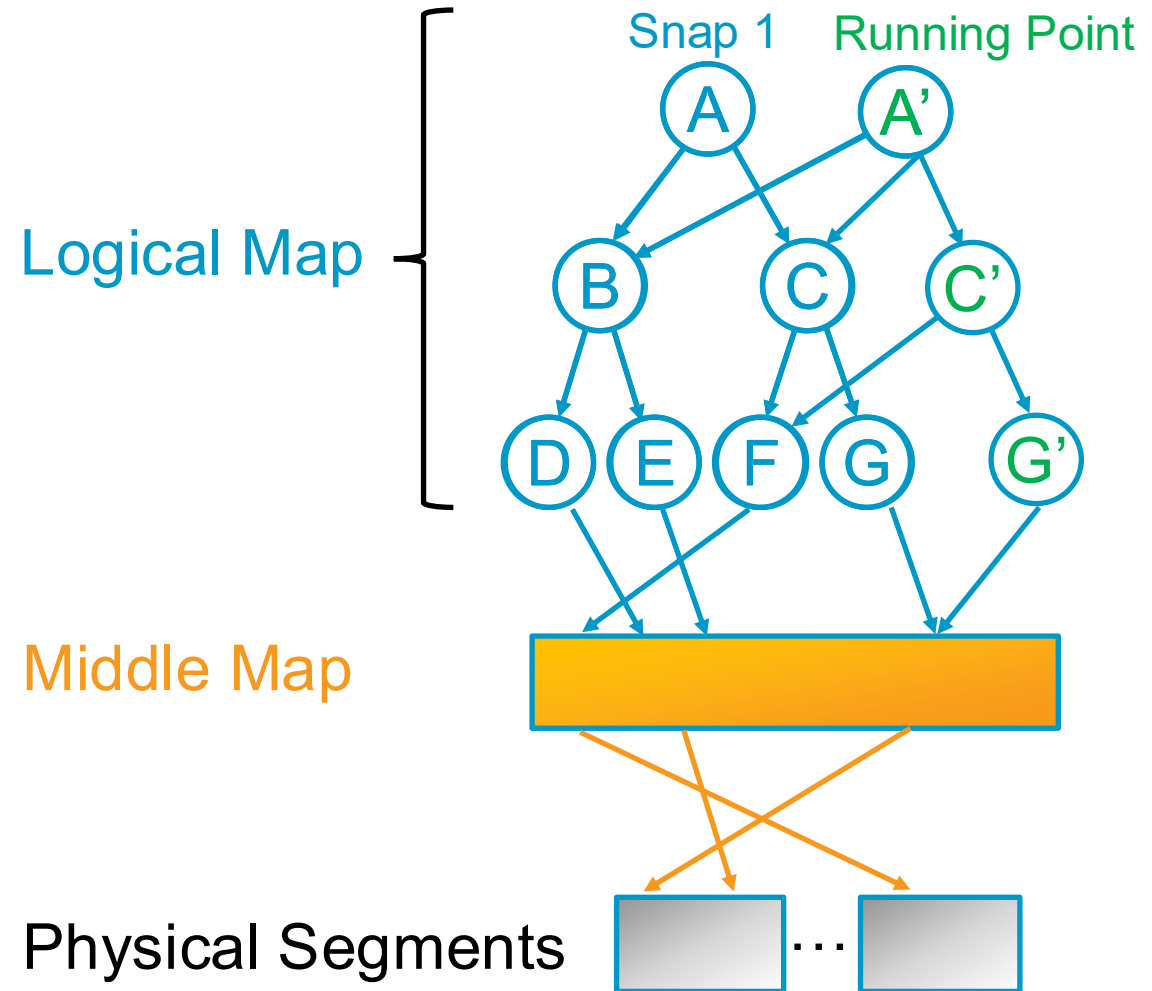 Snap 1
Running Point
A
A’
Logical Map
B
C
C’
D
E
F
G
G’
Middle Map
Physical Segments
...